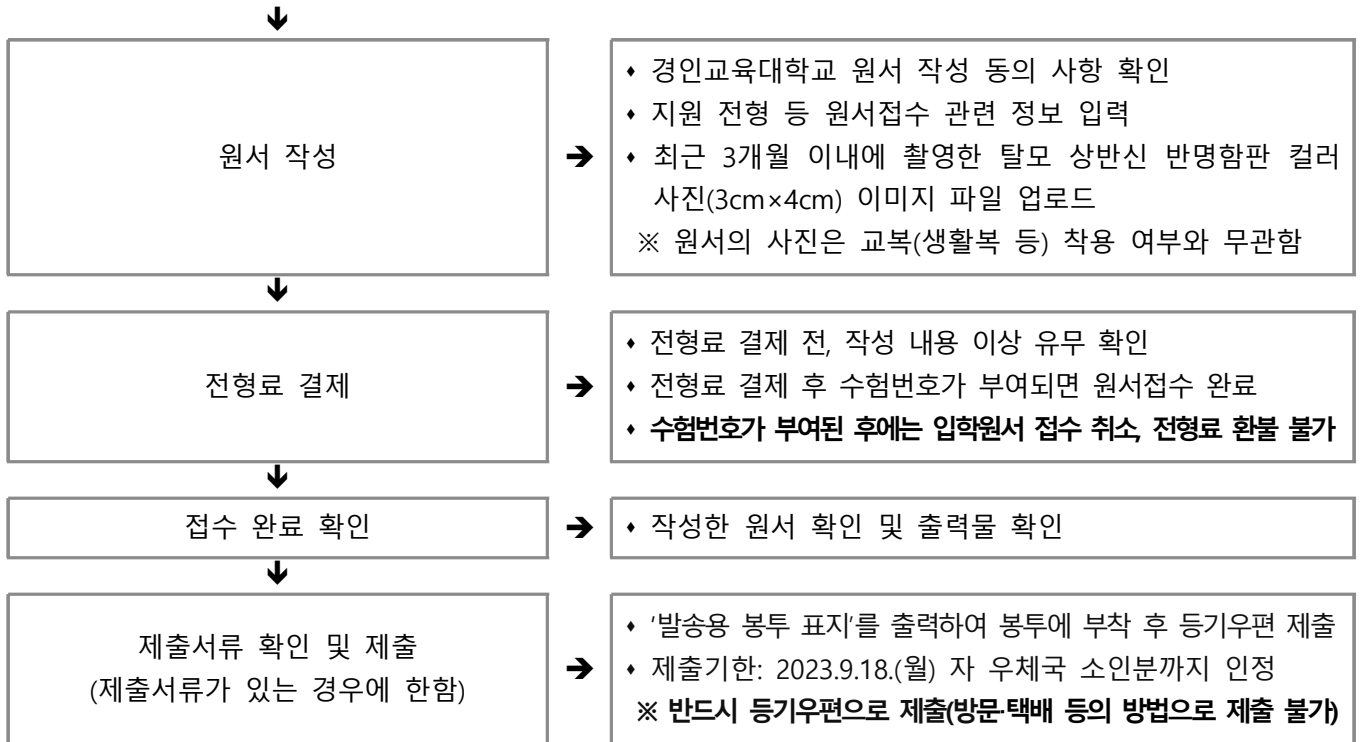 🡻
원서 작성
🡺
⬩ 경인교육대학교 원서 작성 동의 사항 확인
⬩ 지원 전형 등 원서접수 관련 정보 입력
⬩ 최근 3개월 이내에 촬영한 탈모 상반신 반명함판 컬러
사진(3cm×4cm) 이미지 파일 업로드
※ 원서의 사진은 교복(생활복 등) 착용 여부와 무관함
🡻
전형료 결제
🡺
⬩ 전형료 결제 전, 작성 내용 이상 유무 확인
⬩ 전형료 결제 후 수험번호가 부여되면 원서접수 완료
⬩ 수험번호가 부여된 후에는 입학원서 접수 취소, 전형료 환불 불가
🡻
접수 완료 확인
🡺
⬩ 작성한 원서 확인 및 출력물 확인
🡻
제출서류 확인 및 제출
(제출서류가 있는 경우에 한함)
🡺
⬩ '발송용 봉투 표지'를 출력하여 봉투에 부착 후 등기우편 제출
⬩ 제출기한: 2023.9.18.(월) 자 우체국 소인분까지 인정
※ 반드시 등기우편으로 제출(방문·택배 등의 방법으로 제출 불가)